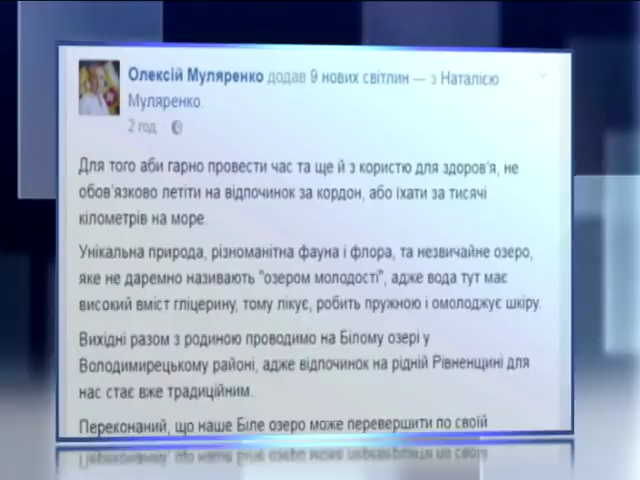 Олексій Муляренко додав 9 нових світлин — з Наталією
Муляренко.
2 год. ·
Для того аби гарно провести час та ще й з користю для здоров'я, не
обов'язково летіти на відпочинок за кордон, або їхати за тисячі
кілометрів на море.
Унікальна природа, різноманітна фауна і флора, та незвичайне озеро,
яке не даремно називають "озером молодості", адже вода тут має
високий вміст гліцерину, тому лікує, робить пружною і омолоджує шкіру.
Вихідні разом з родиною проводимо на Білому озері у
Володимирецькому районі, адже відпочинок на рідній Рівненщині для
нас стає вже традиційним.
Переконаний, що наше Біле озеро може перевершити по своїй